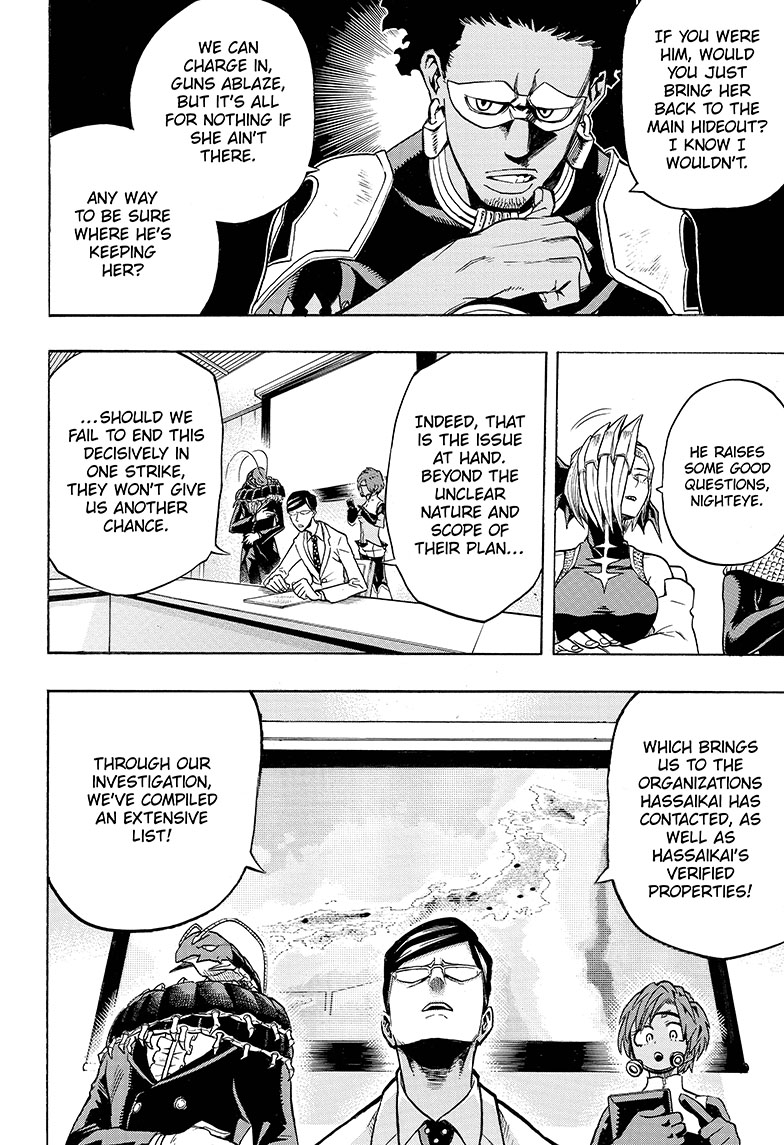 IF YOU WERE
HIM, WOULD
YOU JUST
BRING HER
BACK TO THE
MAIN HIDEOUT?
I KNOW I
WOULDN'T.
WE CAN
CHARGE IN,
GUNS ABLAZE,
BUT IT'S ALL
FOR NOTHING IF
SHE AIN'T
THERE.
ANY WAY
TO BE SURE
WHERE HE'S
KEEPING
HER?
HE RAISES
SOME GOOD
QUESTIONS,
NIGHTEYE.
INDEED, THAT
IS THE ISSUE
AT HAND.
BEYOND THE
UNCLEAR
NATURE AND
SCOPE OF
THEIR PLAN...
...SHOULD WE
FAIL TO END THIS
DECISIVELY IN
ONE STRIKE,
THEY WON'T GIVE
US ANOTHER
CHANCE.
WHICH BRINGS
US TO THE
ORGANIZATIONS
HASSAIKAI HAS
CONTACTED, AS
WELL AS
HASSAIKAI'S
VERIFIED
PROPERTIES!
THROUGH OUR
INVESTIGATION,
WE'VE COMPILED
AN EXTENSIVE
LIST!